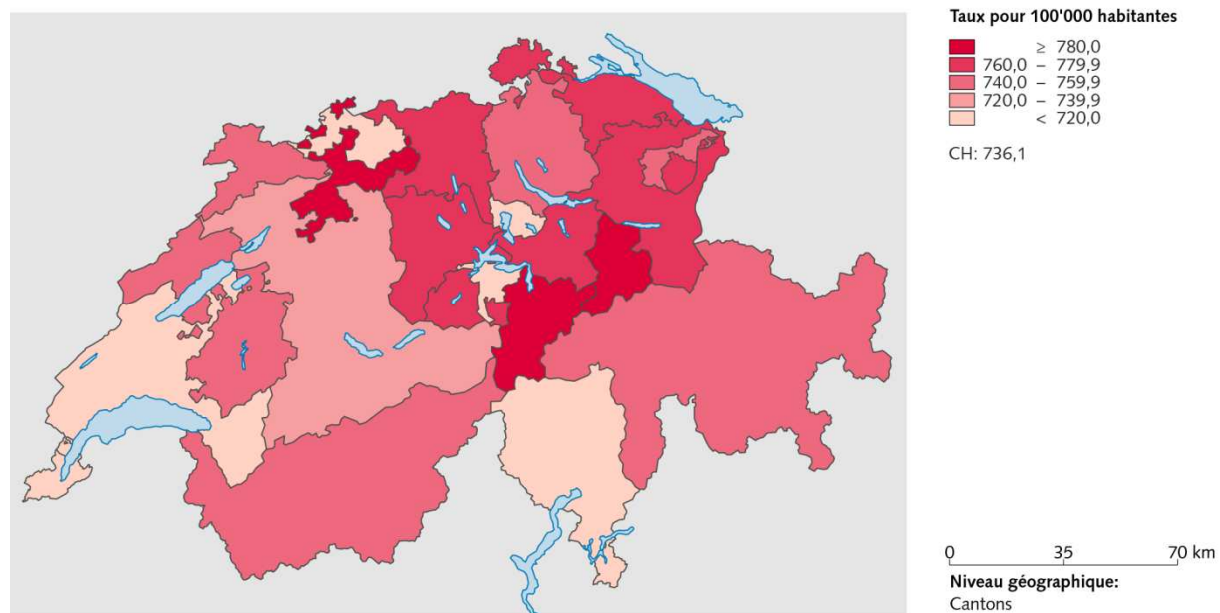 Taux pour 100'000 habitantes
≥ 780,0
760,0 – 779,9
740,0 – 759,9
720,0 – 739,9
< 720,0
CH: 736,1
0 35 70 km
Niveau géographique:
Cantons